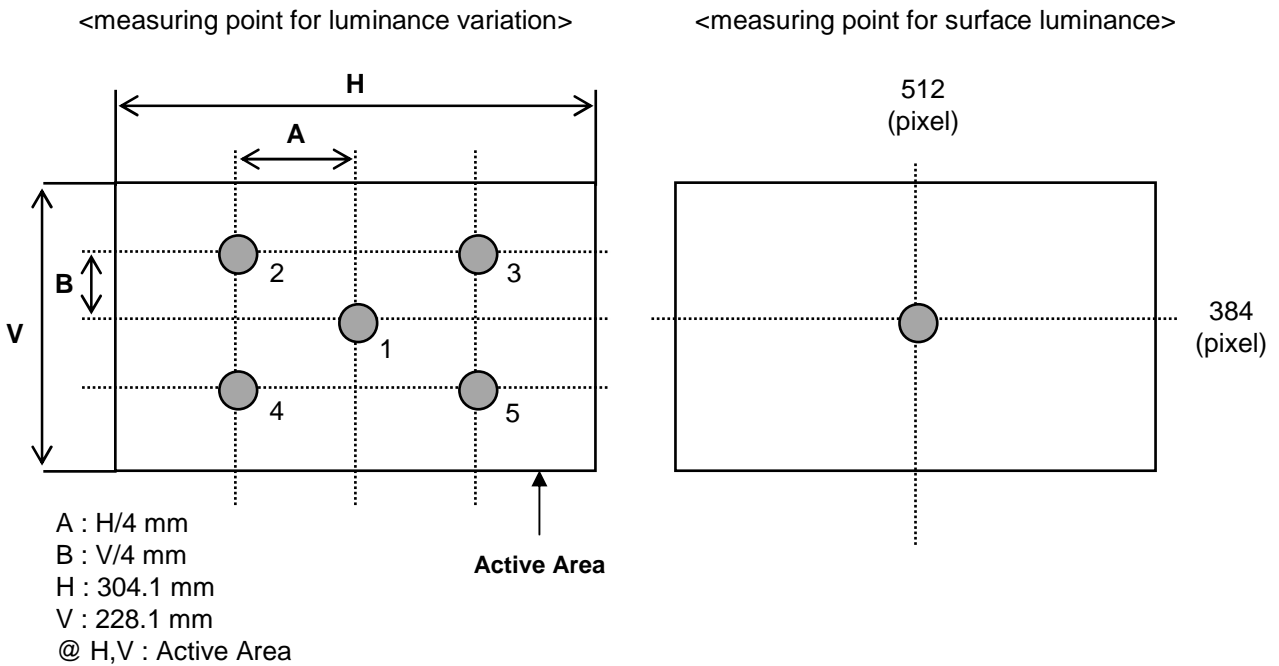 <measuring point for luminance variation>
<measuring point for surface luminance>
H
A
B
V
2
3
1
4
5
512
(pixel)
384
(pixel)
A : H/4 mm
B : V/4 mm
H : 304.1 mm
V : 228.1 mm
@ H,V : Active Area
Active Area